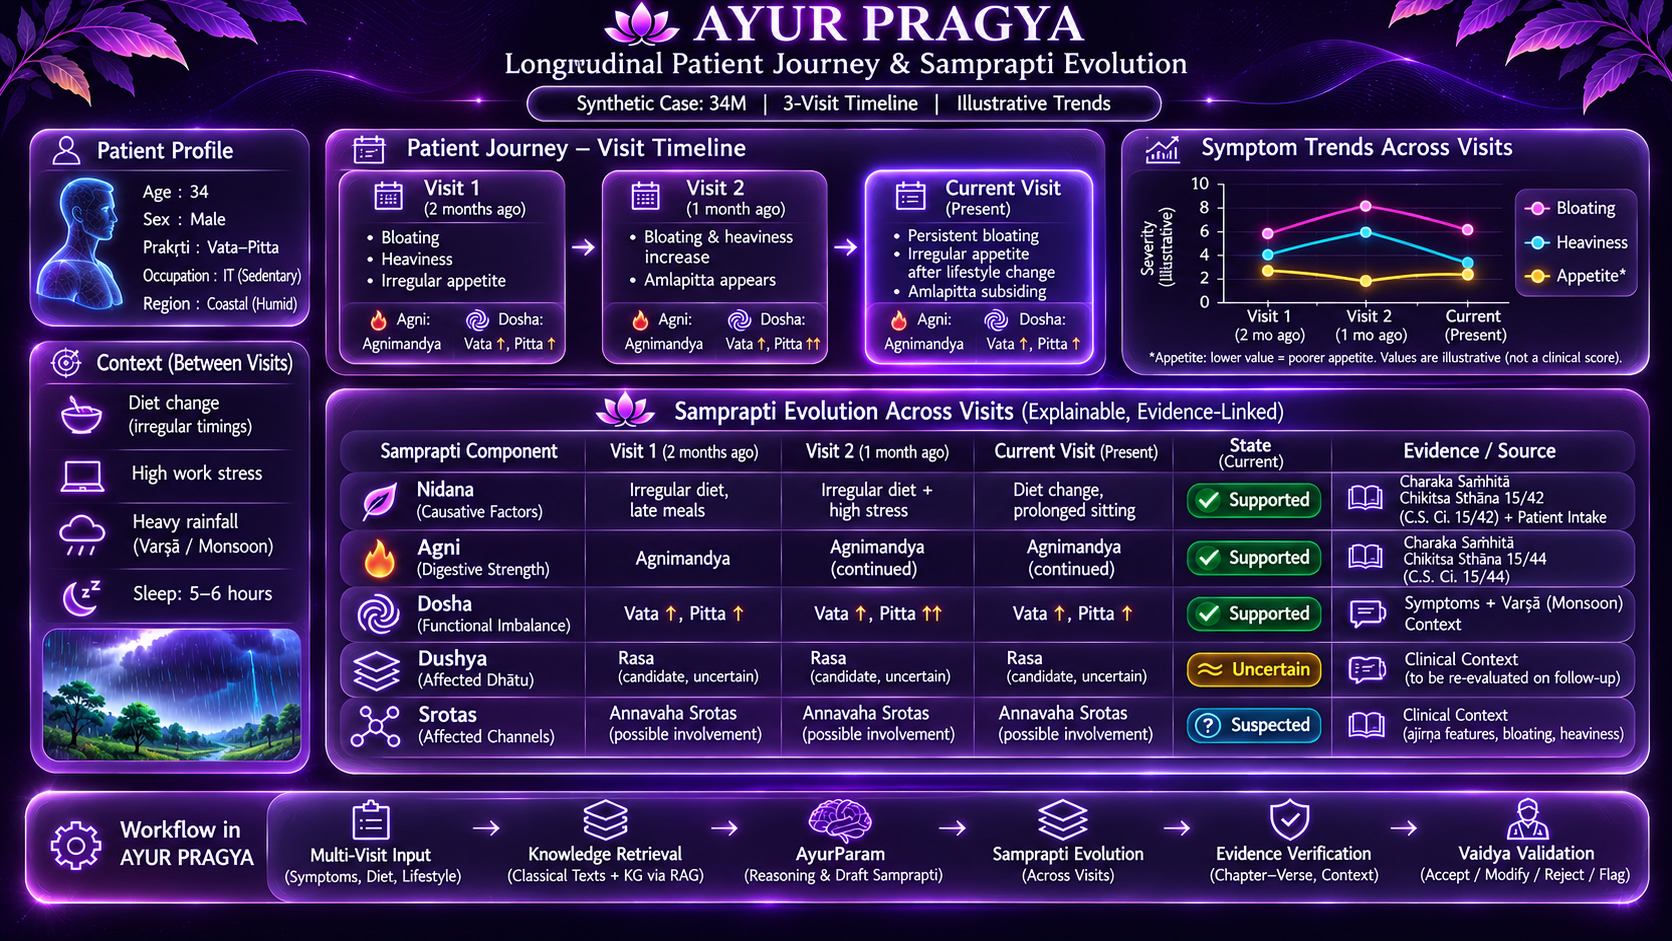 AYUR PRAGYA
Longitudinal Patient Journey & Samprapti Evolution
Synthetic Case: 34M | 3-Visit Timeline | Illustrative Trends
Patient Profile
Age : 34
Sex : Male
Prakṛti : Vata–Pitta
Occupation : IT (Sedentary)
Region : Coastal (Humid)
Context (Between Visits)
Diet change
(irregular timings)
High work stress
Heavy rainfall
(Varşā / Monsoon)
zzz
Sleep: 5–6 hours
Patient Journey – Visit Timeline
Visit 1
(2 months ago)
• Bloating
• Heaviness
• Irregular appetite
Agni:
Agnimandya
Dosha:
Vata ↑, Pitta ↑
→
Visit 2
(1 month ago)
• Bloating & heaviness
increase
• Amlapitta appears
Agni:
Agnimandya
Dosha:
Vata ↑, Pitta ↑↑
→
Current Visit
(Present)
• Persistent bloating
• Irregular appetite
after lifestyle change
• Amlapitta subsiding
Agni:
Agnimandya
Dosha:
Vata ↑, Pitta ↑
Symptom Trends Across Visits
Severity
(Illustrative)
10
8
6
4
2
0
Visit 1
(2 mo ago)
Visit 2
(1 mo ago)
Current
(Present)
Bloating
Heaviness
Appetite*
*Appetite: lower value = poorer appetite. Values are illustrative (not a clinical score).
Samprapti Evolution Across Visits (Explainable, Evidence-Linked)
Samprapti Component
Visit 1 (2 months ago)
Visit 2 (1 month ago)
Current Visit (Present)
State
(Current)
Evidence / Source
Nidana
(Causative Factors)
Irregular diet,
late meals
Irregular diet +
high stress
Diet change,
prolonged sitting
Supported
Charaka Saṁhitā
Chikitsa Sthāna 15/42
(C.S. Ci. 15/42) + Patient Intake
Agni
(Digestive Strength)
Agnimandya
Agnimandya
(continued)
Agnimandya
(continued)
Supported
Charaka Saṁhitā
Chikitsa Sthāna 15/44
(C.S. Ci. 15/44)
Dosha
(Functional Imbalance)
Vata ↑, Pitta ↑
Vata ↑, Pitta ↑↑
Vata ↑, Pitta ↑
Supported
Symptoms + Varşā (Monsoon)
Context
Dushya
(Affected Dhātu)
Rasa
(candidate, uncertain)
Rasa
(candidate, uncertain)
Rasa
(candidate, uncertain)
Uncertain
Clinical Context
(to be re-evaluated on follow-up)
Srotas
(Affected Channels)
Annavaha Srotas
(possible involvement)
Annavaha Srotas
(possible involvement)
Annavaha Srotas
(possible involvement)
? Suspected
Clinical Context
(ajīrṇa features, bloating, heaviness)
Workflow in
AYUR PRAGYA
Multi-Visit Input
(Symptoms, Diet, Lifestyle)
→
Knowledge Retrieval
(Classical Texts + KG via RAG)
→
AyurParam
(Reasoning & Draft Samprapti)
→
Samprapti Evolution
(Across Visits)
→
Evidence Verification
(Chapter–Verse, Context)
→
Vaidya Validation
(Accept / Modify / Reject / Flag)